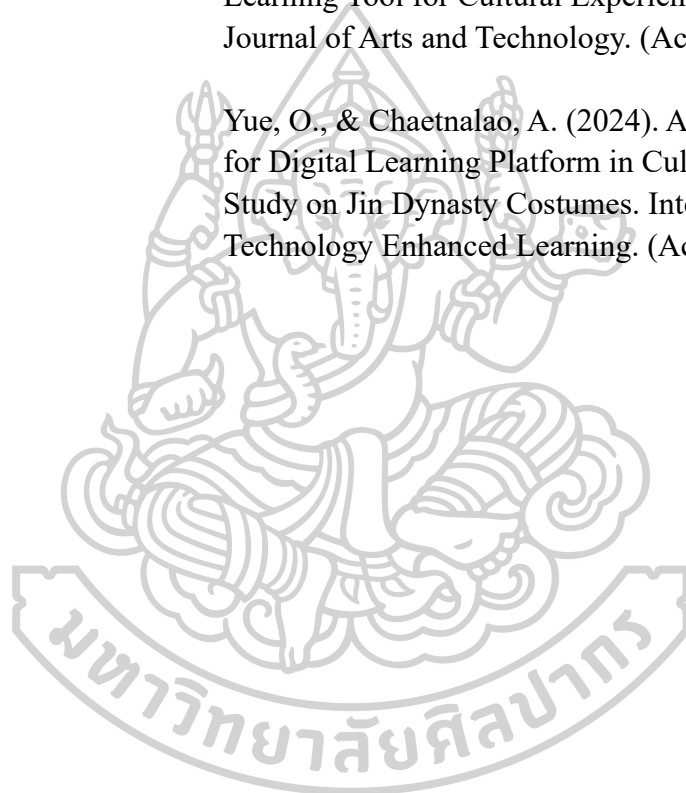 Learning Tool for Cultural Experien
Journal of Arts and Technology. (Ac
Yue, O., & Chaetnalao, A. (2024). A
for Digital Learning Platform in Cul
Study on Jin Dynasty Costumes. Inte
Technology Enhanced Learning. (Ac
มหาวิทยาลัยศิลปากร